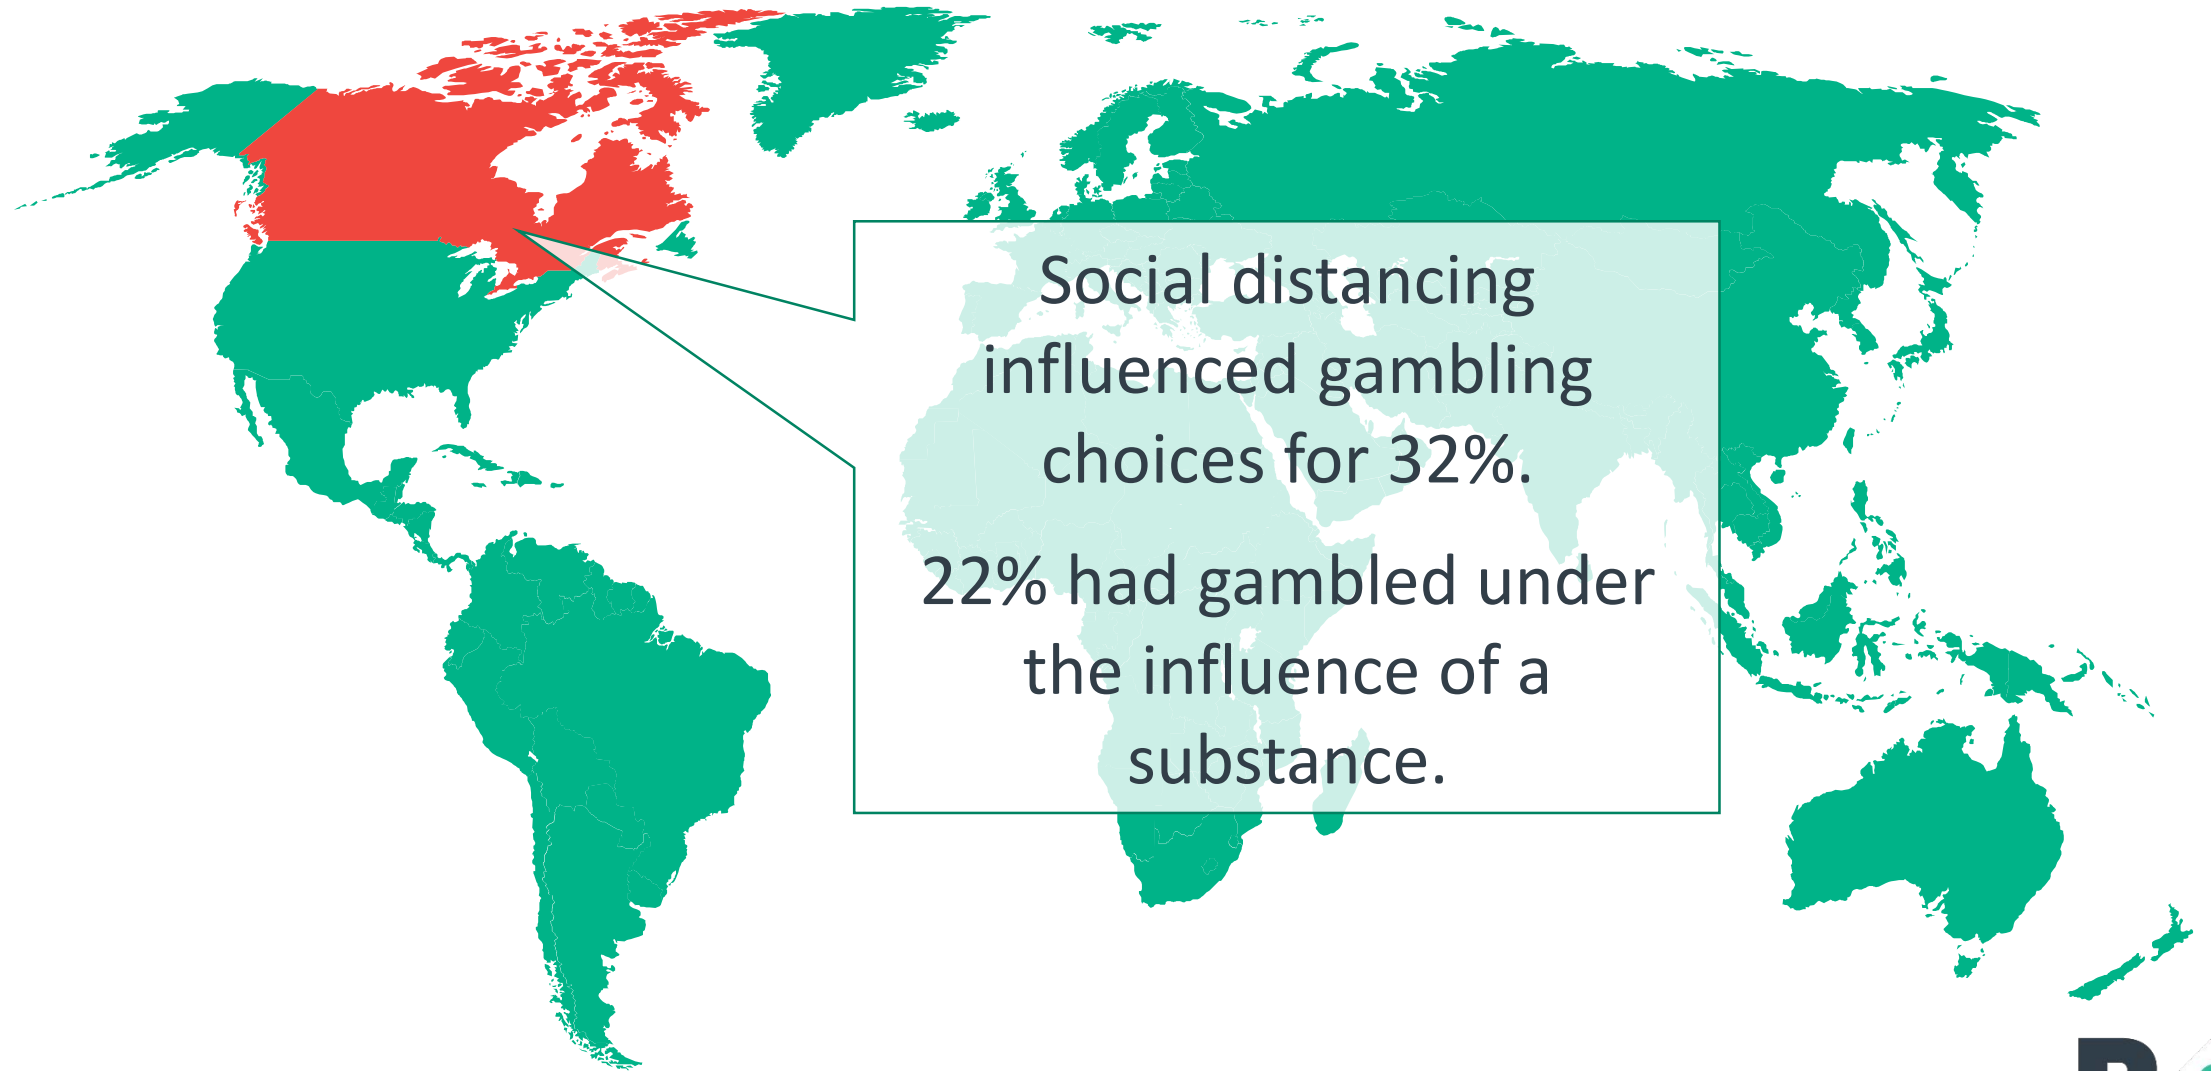 Social distancing
influenced gambling
choices for 32%.
22% had gambled under
the influence of a
substance.